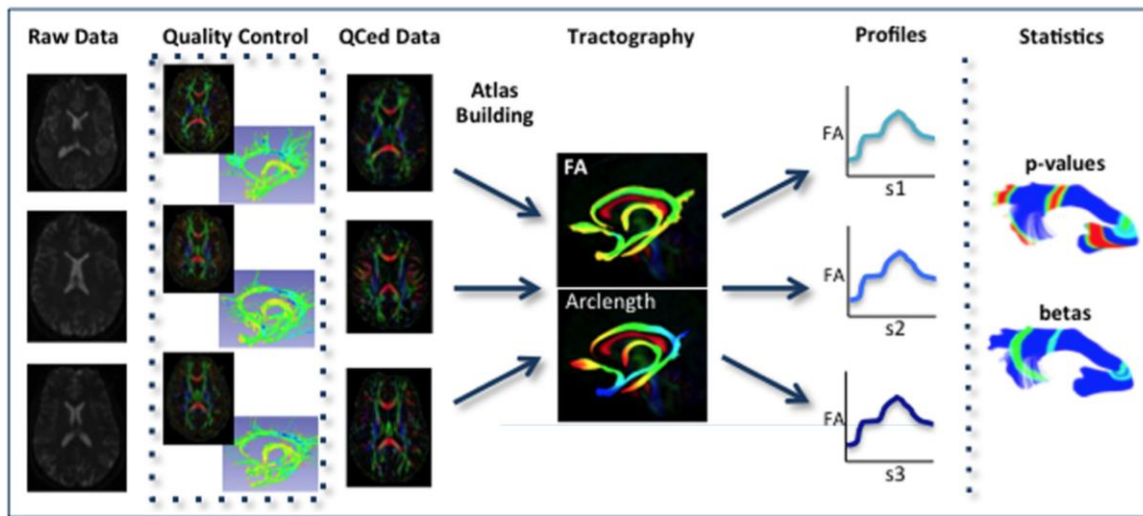 Raw Data
Quality Control
QCed Data
Tractography
Profiles
Statistics
Atlas
Building
FA
Arclength
FA
s1
FA
s2
FA
s3
p-values
betas